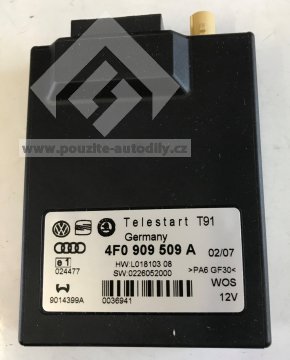 www.pouzite-autodily.cz
Telestart T91
Germany
4F0 909 509 A 02/07
e1 HW:L018103 08 >PA6 GF30<
024477 SW:0226052000 WOS
9014399A 0036941 12V